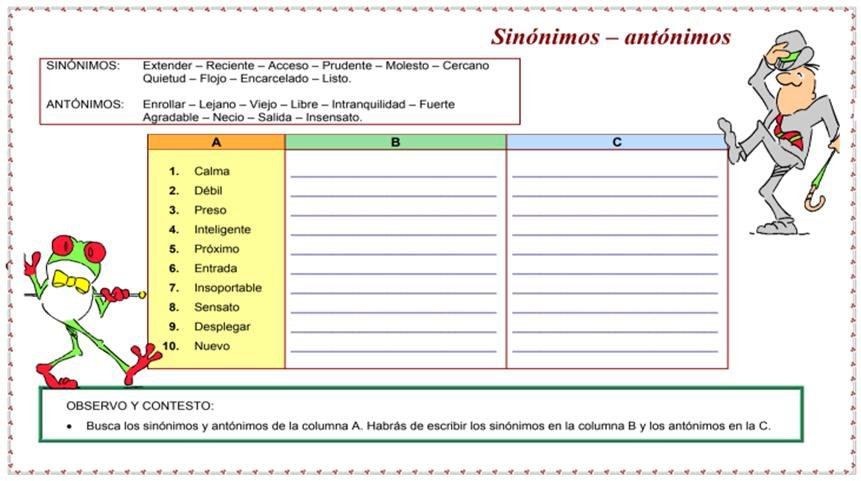 Sinónimos – antónimos
SINÓNIMOS: Extender – Reciente – Acceso – Prudente – Molesto – Cercano
Quietud – Flojo – Encarcelado – Listo.
ANTÓNIMOS: Enrollar – Lejano – Viejo – Libre – Intranquilidad – Fuerte
Agradable – Necio – Salida – Insensato.
A B C
1. Calma
2. Débil
3. Preso
4. Inteligente
5. Próximo
6. Entrada
7. Insoportable
8. Sensato
9. Desplegar
10. Nuevo
OBSERVO Y CONTESTO:
• Busca los sinónimos y antónimos de la columna A. Habrás de escribir los sinónimos en la columna B y los antónimos en la C.